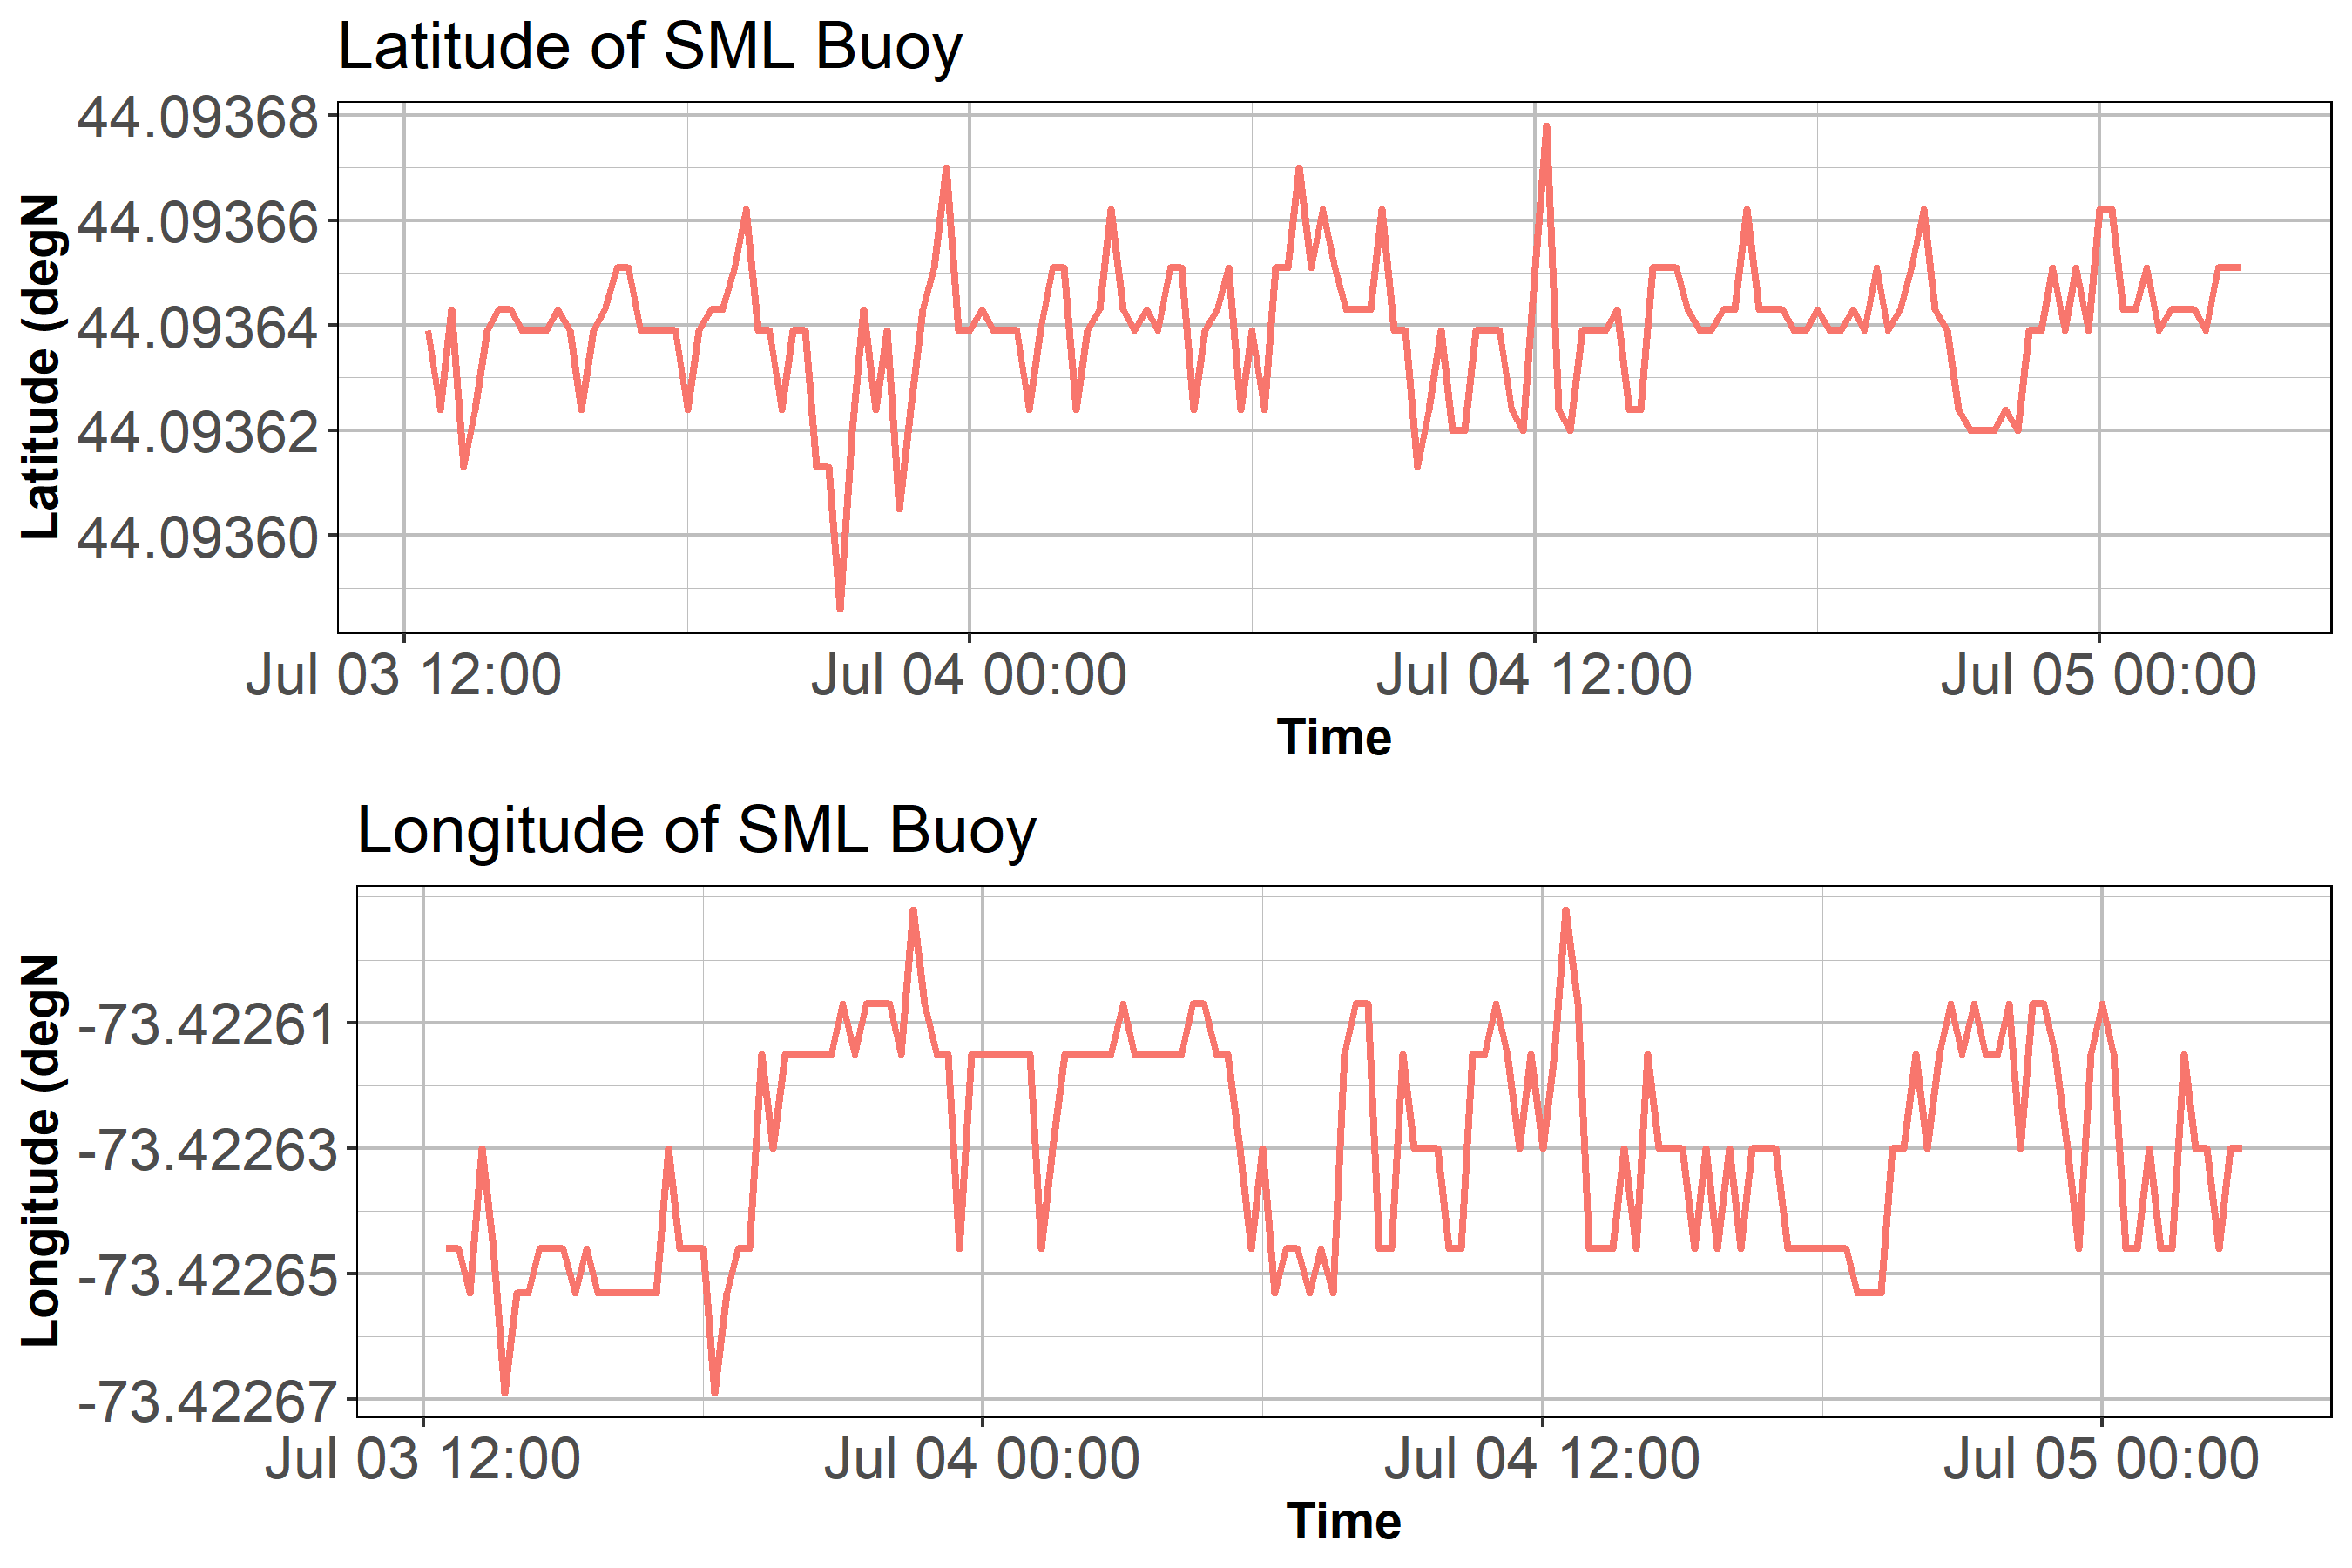 Latitude of SML Buoy
Latitude (degN
44.09368
44.09366
44.09364
44.09362
44.09360
Jul 03 12:00 Jul 04 00:00 Jul 04 12:00 Jul 05 00:00
Time
Longitude of SML Buoy
Longitude (degN
-73.42261
-73.42263
-73.42265
-73.42267
Jul 03 12:00 Jul 04 00:00 Jul 04 12:00 Jul 05 00:00
Time